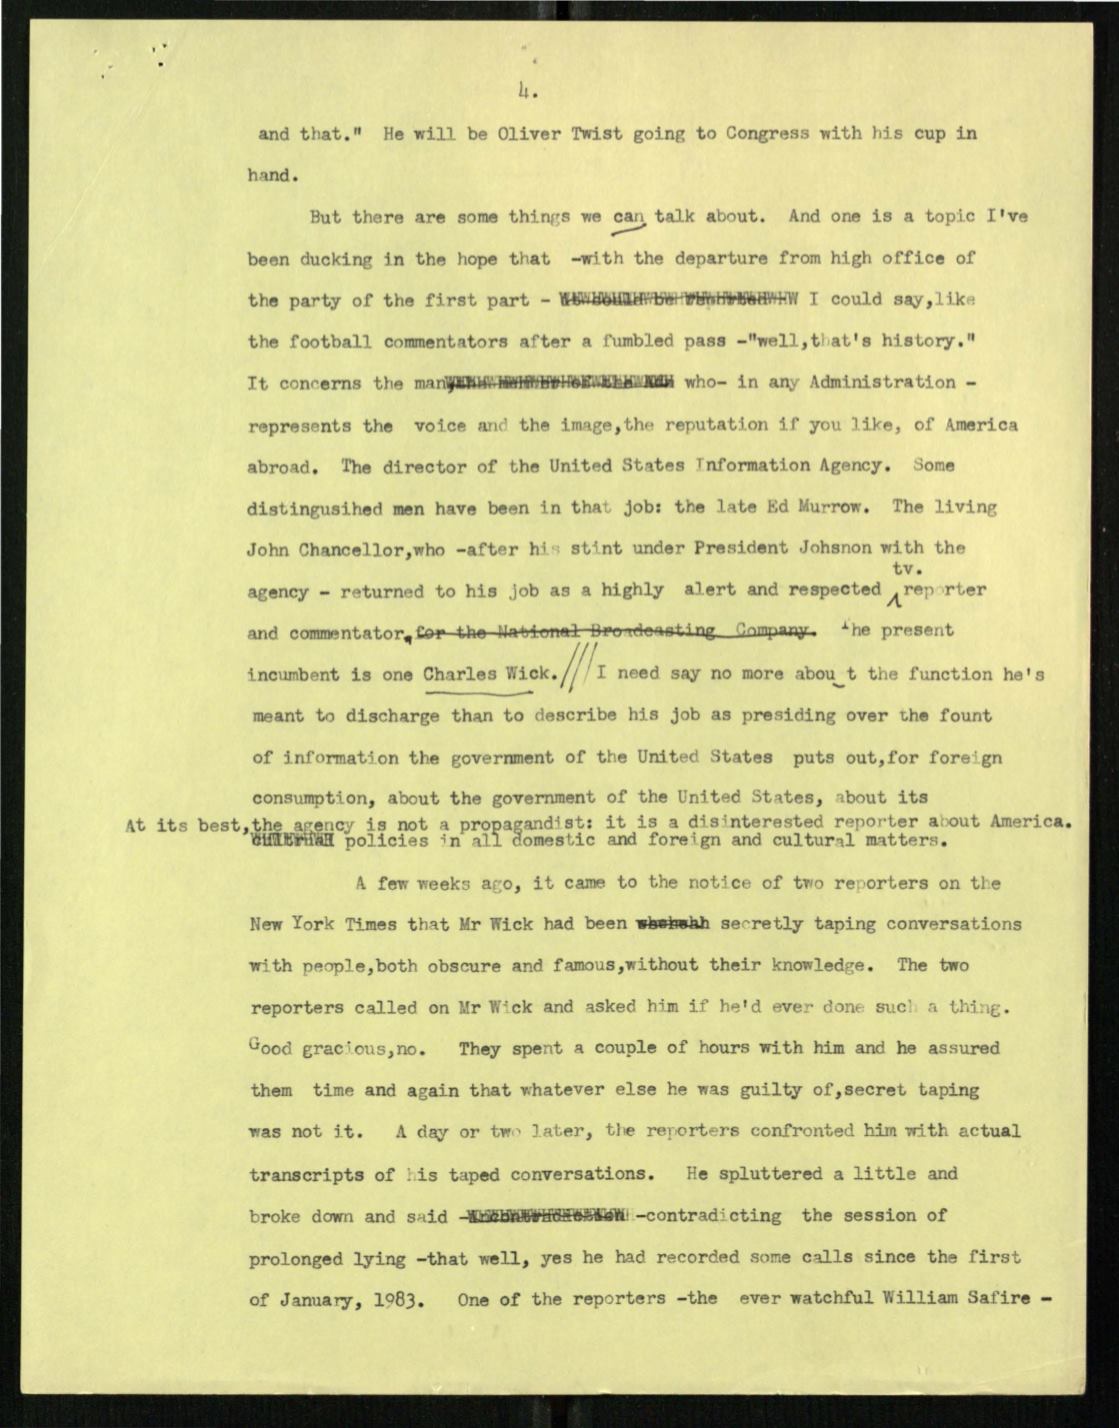 4.
and that."  He will be Oliver Twist going to Congress with his cup in
hand.
But there are some things we can talk about.  And one is a topic I've
been ducking in the hope that  -with the departure from high office of
the party of the first part - I could say,like
the football commentators after a fumbled pass -"well,that's history."
It concerns the man who- in any Administration -
represents the  voice and the image,the reputation if you like, of America
abroad.  The director of the United States Information Agency.  Some
distingusihed men have been in that job: the late Ed Murrow.  The living
John Chancellor,who -after his stint under President Johsnon with the
tv.
agency - returned to his job as a highly  alert and respected reporter
and commentator. for the National Broadcasting Company.  The present
incumbent is one Charles Wick. /// I need say no more about the function he's
meant to discharge than to describe his job as presiding over the fount
of information the government of the United States  puts out,for foreign
consumption, about the government of the United States, about its
At its best,the agency is not a propagandist: it is a disinterested reporter about America.
policies in all domestic and foreign and cultural matters.
A few weeks ago, it came to the notice of two reporters on the
New York Times that Mr Wick had been secretly taping conversations
with people,both obscure and famous,without their knowledge.  The two
reporters called on Mr Wick and asked him if he'd ever done such a thing.
Good gracious,no.   They spent a couple of hours with him and he assured
them  time and again that whatever else he was guilty of,secret taping
was not it.   A day or two later, the reporters confronted him with actual
transcripts of his taped conversations.   He spluttered a little and
broke down and said -contradicting  the session of
prolonged lying -that well, yes he had recorded some calls since the first
of January, 1983.   One of the reporters -the  ever watchful William Safire -